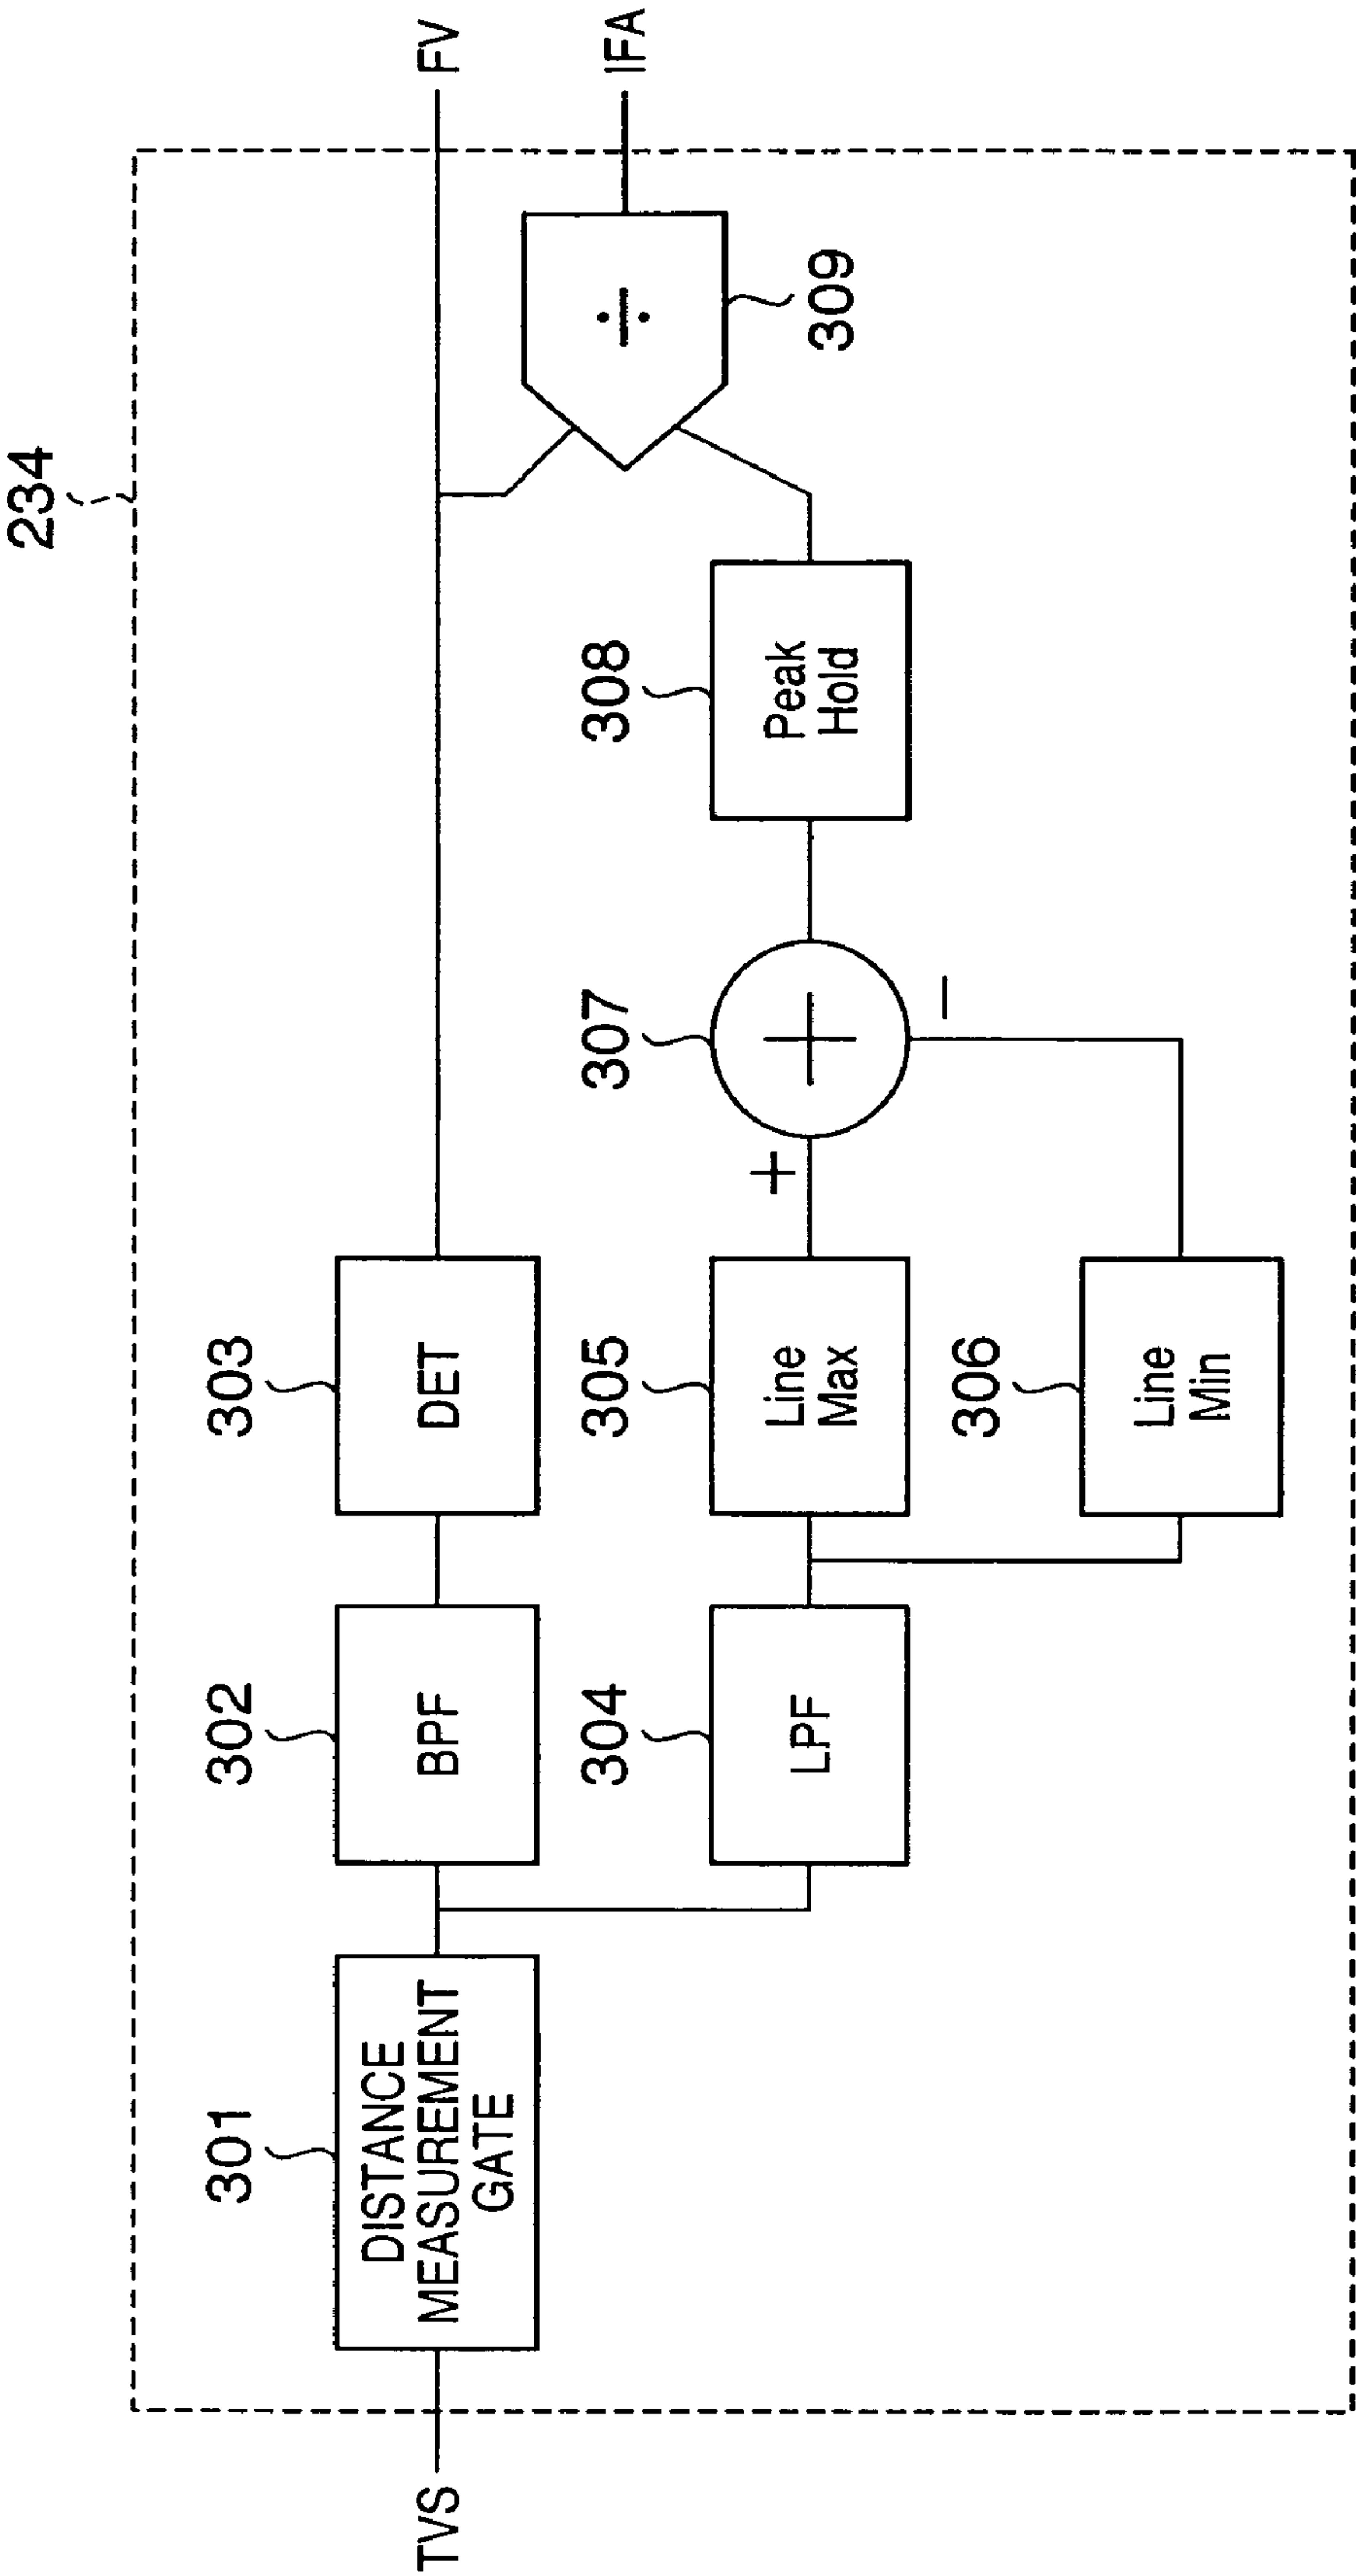 234
TVS
301
DISTANCE
MEASUREMENT
GATE
302
BPF
303
DET
FV
304
LPF
305
Line
Max
+
307
+
−
308
Peak
Hold
÷
309
IFA
306
Line
Min